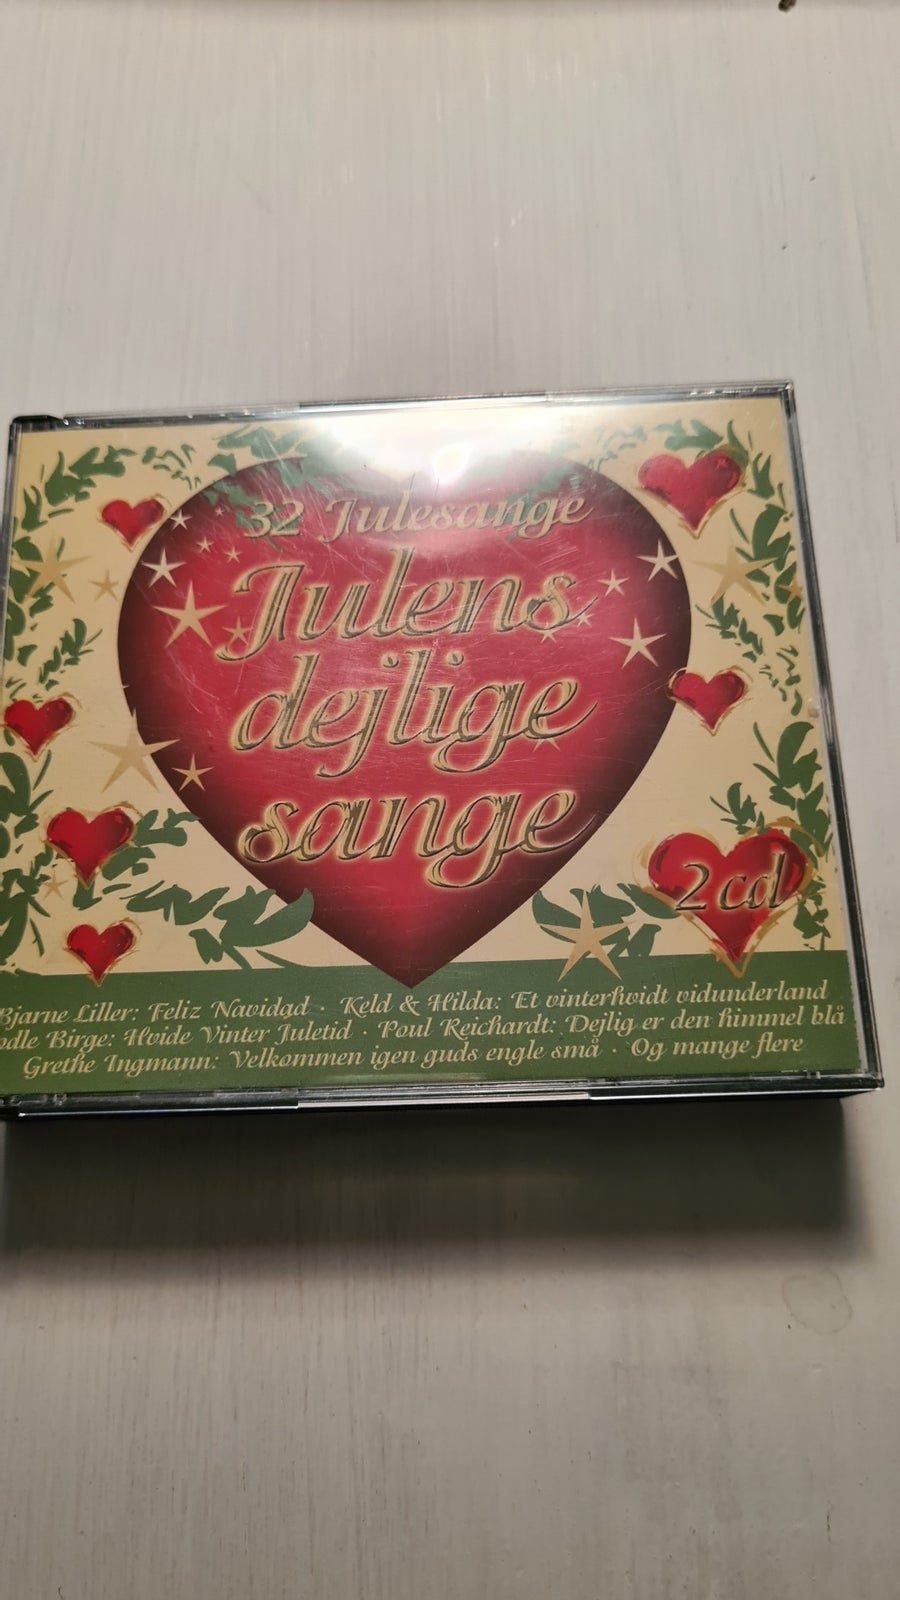 32 Julesange
Julens
dejlige
sange
2 cd
Bjarne Liller: Feliz Navidad · Keld & Hilda: Et vinterhvidt vidunderland
Birge: Hvide Vinter Juletid · Poul Reichardt: Dejlig er den himmel blå
Grethe Ingmann: Velkommen igen guds engle små · Og mange flere